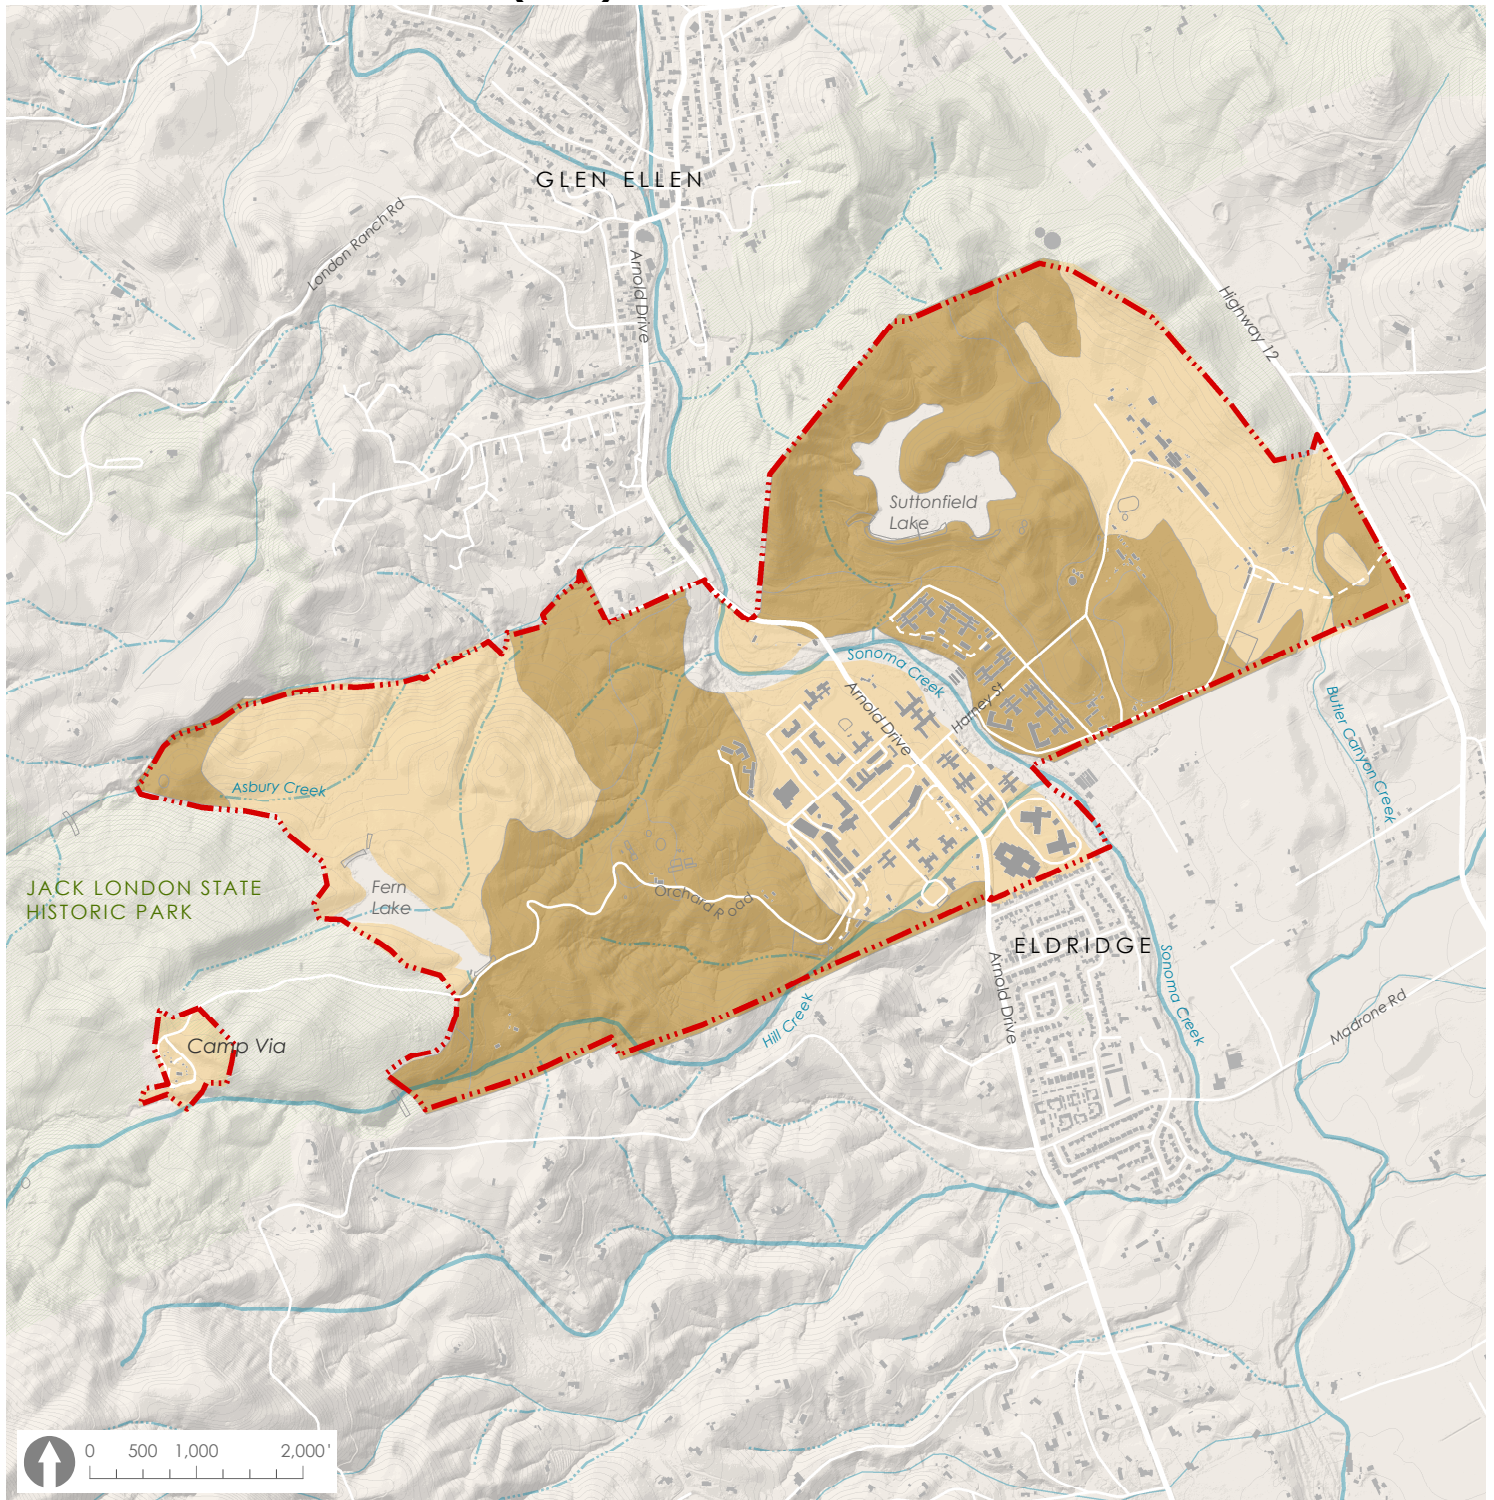 GLEN ELLEN
London Ranch Rd
Arnold Drive
Highway 12
Suttonfield
Lake
Sonoma Creek
Arnold Drive
Harney St
Butler Canyon Creek
Asbury Creek
JACK LONDON STATE
HISTORIC PARK
Fern
Lake
Orchard Road
ELDRIDGE
Arnold Drive
Sonoma Creek
Hill Creek
Madrone Rd
Camp Via
0 500 1,000 2,000'